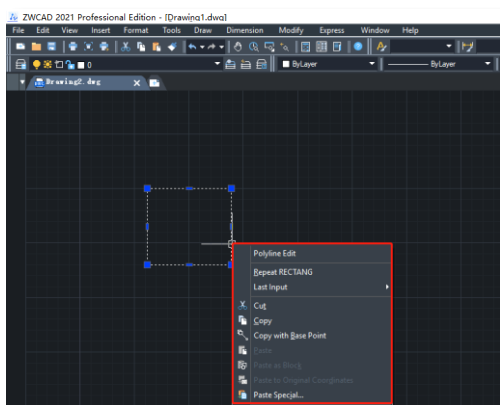 ZWCAD 2021 Professional Edition - [Drawing1.dwg]
File Edit View Insert Format Tools Draw Dimension Modify Express Window Help
0 ByLayer ByLayer
Drawing2.dwg x
Polyline Edit
Repeat RECTANG
Last Input
Cut
Copy
Copy with Base Point
Paste
Paste as Block
Paste to Original Coordinates
Paste Special...